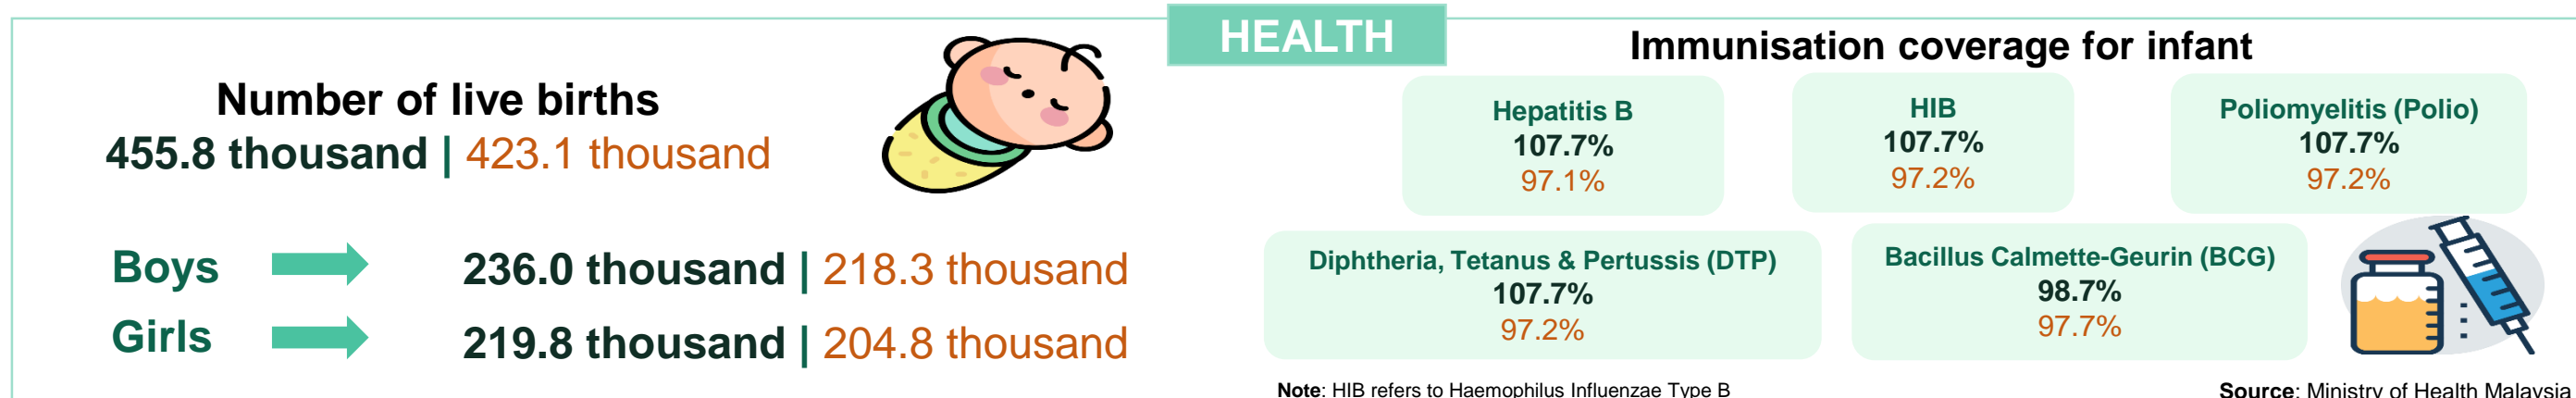 HEALTH
Number of live births
455.8 thousand | 423.1 thousand
Boys 236.0 thousand | 218.3 thousand
Girls 219.8 thousand | 204.8 thousand
Immunisation coverage for infant
Hepatitis B
107.7%
97.1%
HIB
107.7%
97.2%
Poliomyelitis (Polio)
107.7%
97.2%
Diphtheria, Tetanus & Pertussis (DTP)
107.7%
97.2%
Bacillus Calmette-Geurin (BCG)
98.7%
97.7%
Note: HIB refers to Haemophilus Influenzae Type B
Source: Ministry of Health Malaysia